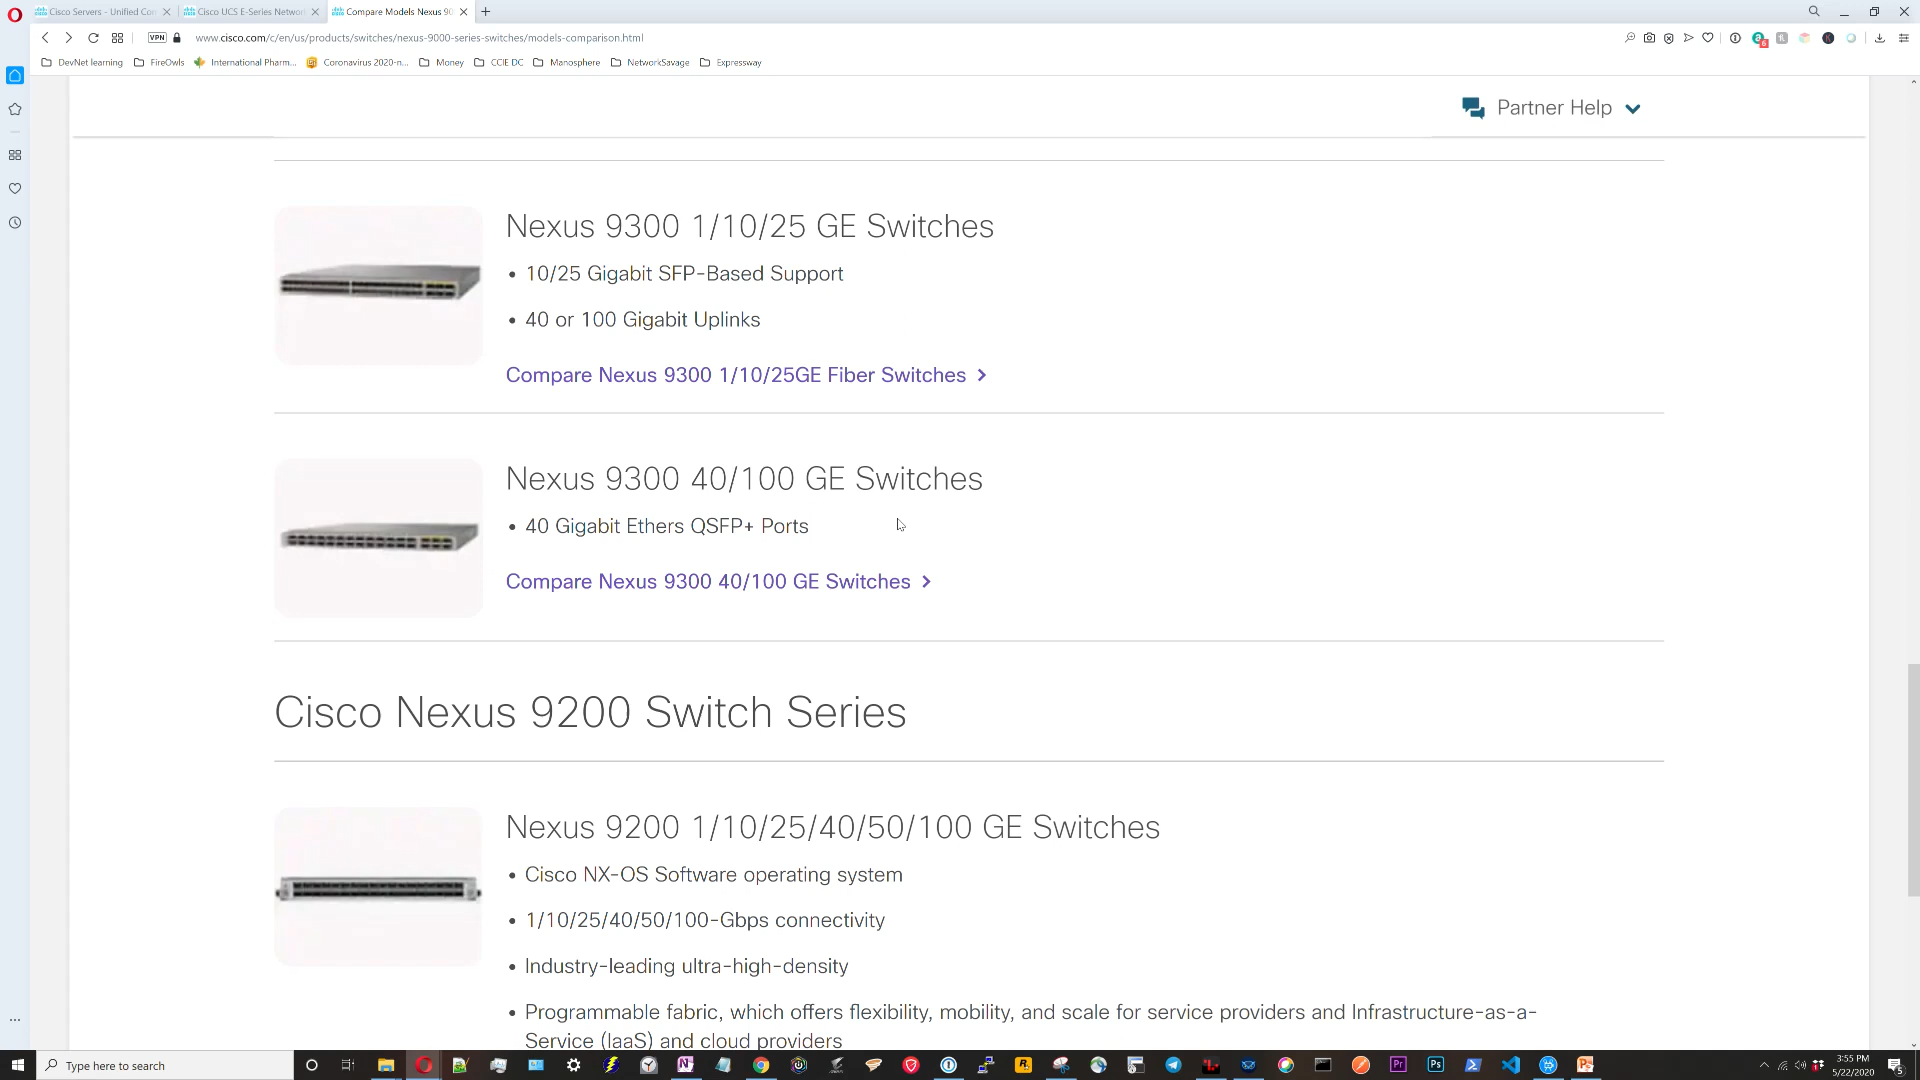 Cisco Servers - Unified Con
Cisco UCS E-Series Network
Compare Models Nexus 90
VPN
www.cisco.com/c/en/us/products/switches/nexus-9000-series-switches/models-comparison.html
DevNet learning
FireOwls
International Pharm...
Coronavirus 2020-n...
Money
CCIE DC
Manosphere
NetworkSavage
Expressway
Partner Help
Nexus 9300 1/10/25 GE Switches
• 10/25 Gigabit SFP-Based Support
• 40 or 100 Gigabit Uplinks
Compare Nexus 9300 1/10/25GE Fiber Switches
Nexus 9300 40/100 GE Switches
• 40 Gigabit Ethers QSFP+ Ports
Compare Nexus 9300 40/100 GE Switches
Cisco Nexus 9200 Switch Series
Nexus 9200 1/10/25/40/50/100 GE Switches
• Cisco NX-OS Software operating system
• 1/10/25/40/50/100-Gbps connectivity
• Industry-leading ultra-high-density
• Programmable fabric, which offers flexibility, mobility, and scale for service providers and Infrastructure-as-a-
Service (IaaS) and cloud providers
Type here to search
3:55 PM
5/22/2020